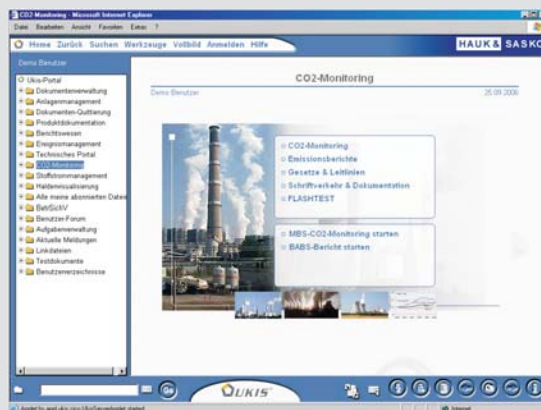 CO2-Monitoring - Microsoft Internet Explorer
Datei Bearbeiten Ansicht Favoriten Extras ?
Home Zurück Suchen Werkzeuge Vollbild Anmelden Hilfe
HAUK & SASKO
Demo Benutzer
Ukis-Portal
Dokumentenverwaltung
Anlagenmanagement
Dokumenten-Quittierung
Produktdokumentation
Berichtswesen
Ereignismanagement
Technisches Portal
CO2-Monitoring
Stoffstrommanagement
Haldenvisualisierung
Alle meine abonnierten Dateie
BetrSichV
Benutzer-Forum
Aufgabenverwaltung
Aktuelle Meldungen
Linkdateien
Testdokumente
Benutzerverzeichnisse
CO2-Monitoring
Demo Benutzer 25.09.2006
CO2-Monitoring
Emissionsberichte
Gesetze & Leitlinien
Schriftverkehr & Dokumentation
FLASHTEST
MBS-CO2-Monitoring starten
BABS-Bericht starten
Go
UKIS
Internet